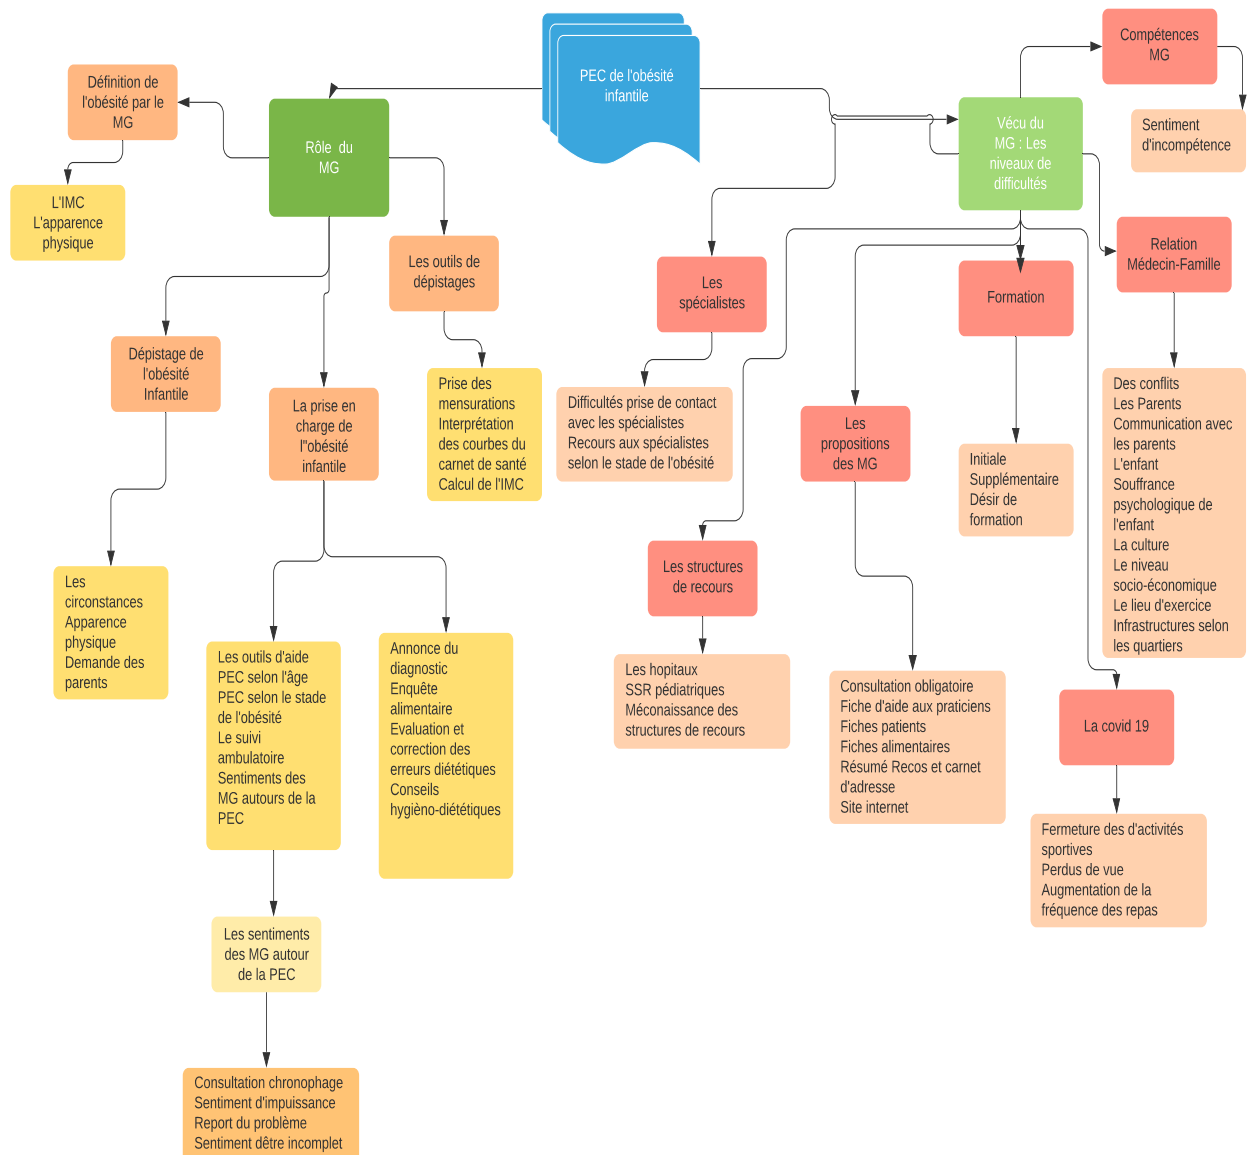 PEC de l'obésité
infantile
Rôle du
MG
Définition de
l'obésité par le
MG
L'IMC
L'apparence
physique
Les outils de
dépistages
Prise des
mensurations
Interprétation
des courbes du
carnet de santé
Calcul de l'IMC
Dépistage de
l'obésité
Infantile
Les
circonstances
Apparence
physique
Demande des
parents
La prise en
charge de
l"obésité
infantile
Les outils d'aide
PEC selon l'âge
PEC selon le stade
de l'obésité
Le suivi
ambulatoire
Sentiments des
MG autours de la
PEC
Annonce du
diagnostic
Enquête
alimentaire
Evaluation et
correction des
erreurs diététiques
Conseils
hygièno-diététiques
Les sentiments
des MG autour
de la PEC
Consultation chronophage
Sentiment d'impuissance
Report du problème
Sentiment dêtre incomplet
Vécu du
MG : Les
niveaux de
difficultés
Compétences
MG
Sentiment
d'incompétence
Relation
Médecin-Famille
Des conflits
Les Parents
Communication avec
les parents
L'enfant
Souffrance
psychologique de
l'enfant
La culture
Le niveau
socio-économique
Le lieu d'exercice
Infrastructures selon
les quartiers
Les
spécialistes
Difficultés prise de contact
avec les spécialistes
Recours aux spécialistes
selon le stade de l'obésité
Formation
Initiale
Supplémentaire
Désir de
formation
Les
propositions
des MG
Consultation obligatoire
Fiche d'aide aux praticiens
Fiches patients
Fiches alimentaires
Résumé Recos et carnet
d'adresse
Site internet
Les structures
de recours
Les hopitaux
SSR pédiatriques
Méconaissance des
structures de recours
La covid 19
Fermeture des d'activités
sportives
Perdus de vue
Augmentation de la
fréquence des repas